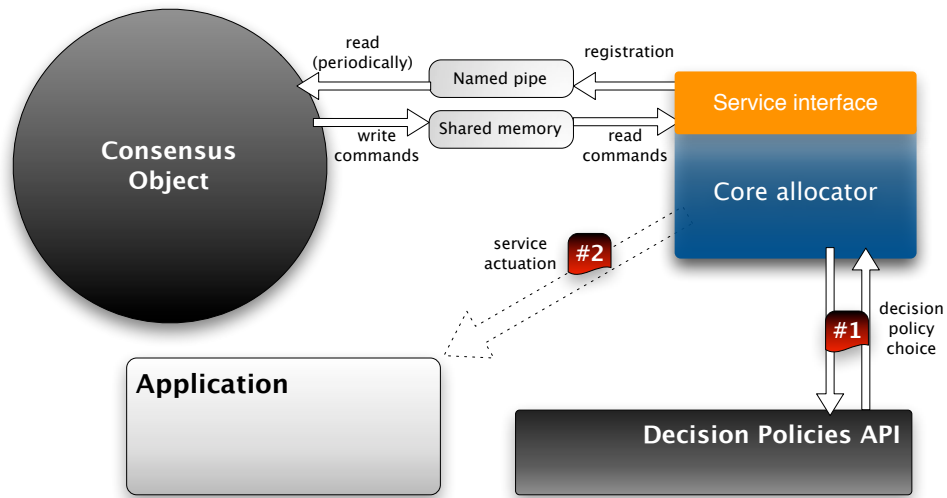 read
(periodically)
Named pipe
registration
Service interface
Consensus
Object
write
commands
Shared memory
read
commands
Core allocator
service
actuation
#2
#1
decision
policy
choice
Application
Decision Policies API